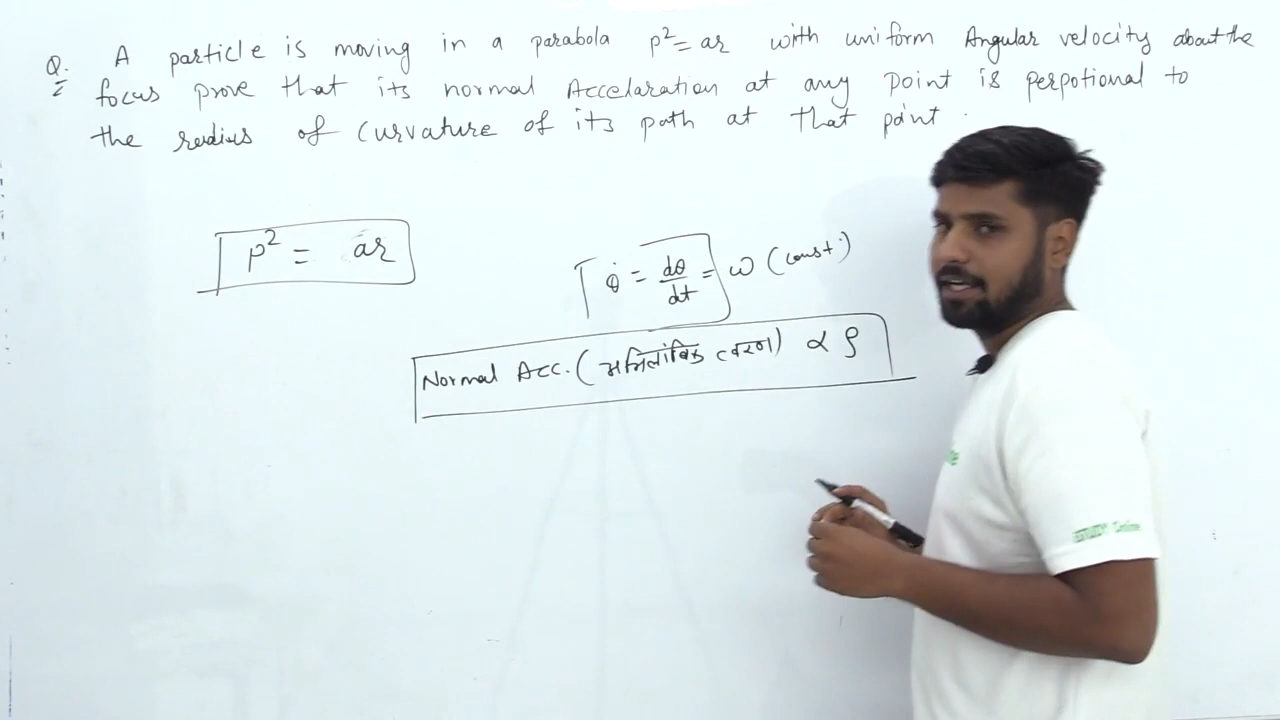 Q. A particle is moving in a parabola p² = ar with uniform Angular velocity about the
focus prove that its normal Accelaration at any point is perpotional to
the radius of curvature of its path at that point.
p² = ar
θ̇ = dθ/dt = ω (const.)
Normal Acc. (अभिलांबिक त्वरण) ∝ ρ